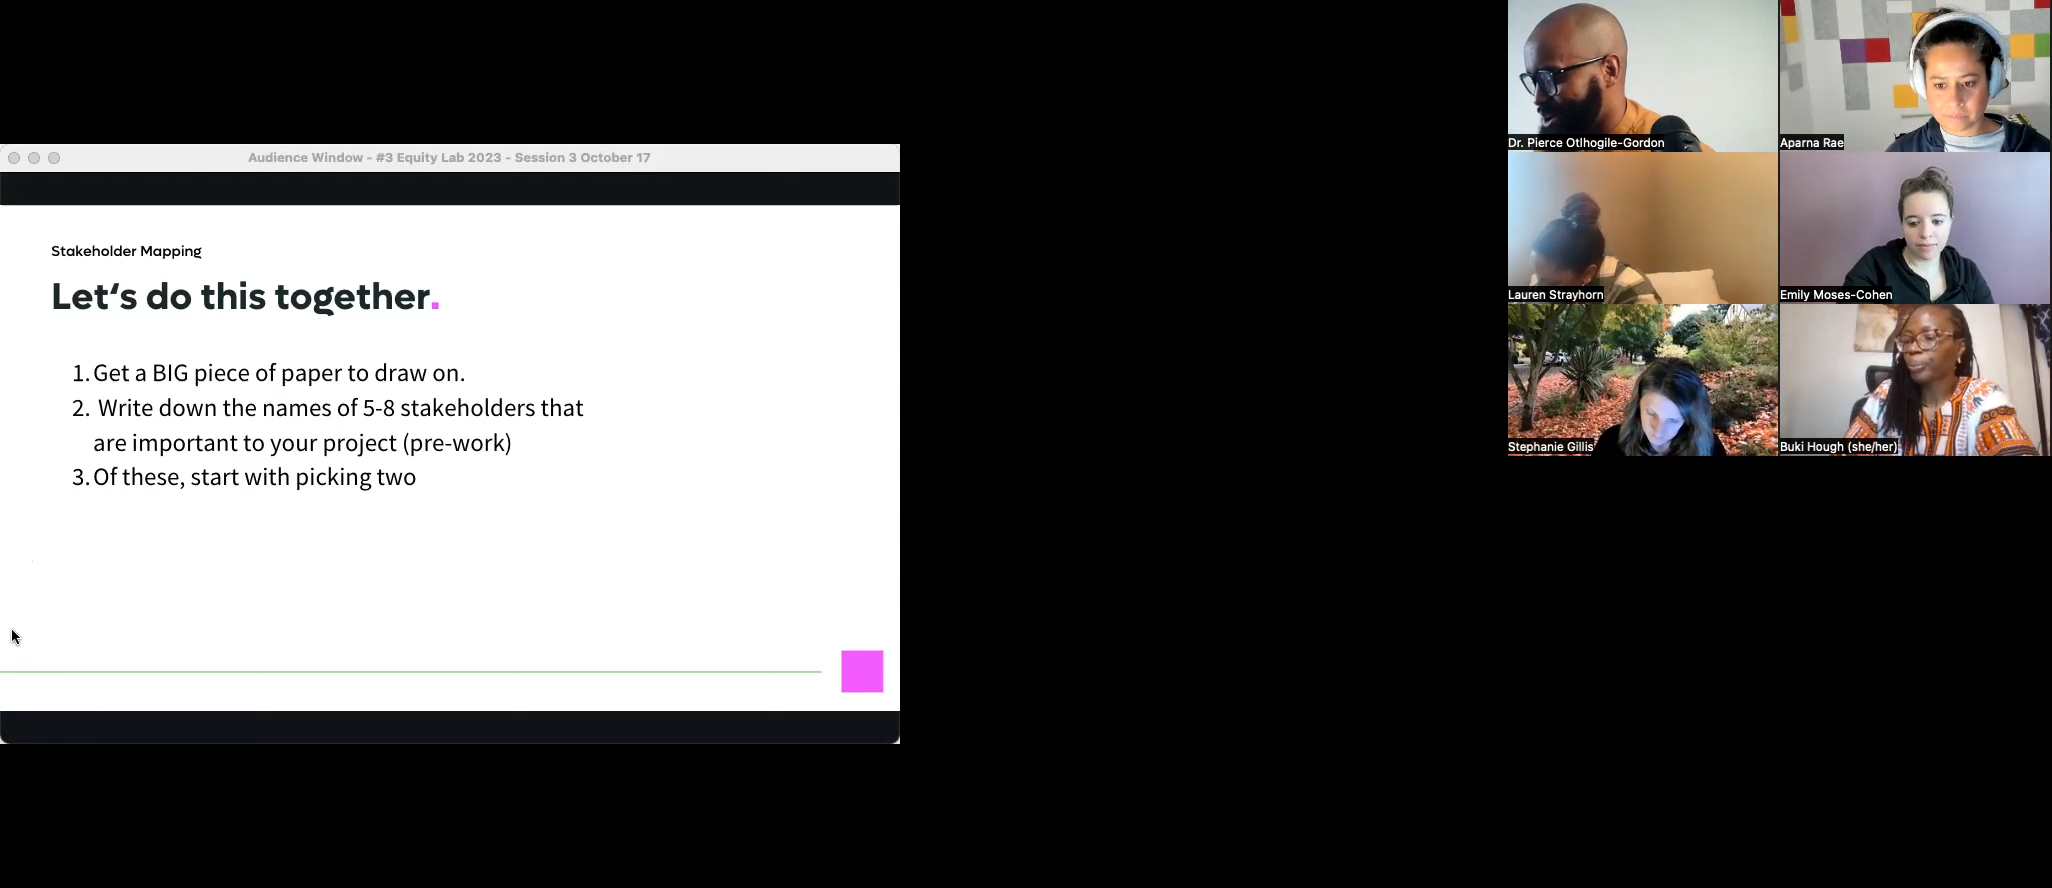 Audience Window - #3 Equity Lab 2023 - Session 3 October 17
Stakeholder Mapping
Let‘s do this together.
1. Get a BIG piece of paper to draw on.
2. Write down the names of 5-8 stakeholders that
are important to your project (pre-work)
3. Of these, start with picking two
Dr. Pierce Otlhogile-Gordon
Aparna Rae
Lauren Strayhorn
Emily Moses-Cohen
Stephanie Gillis
Buki Hough (she/her)